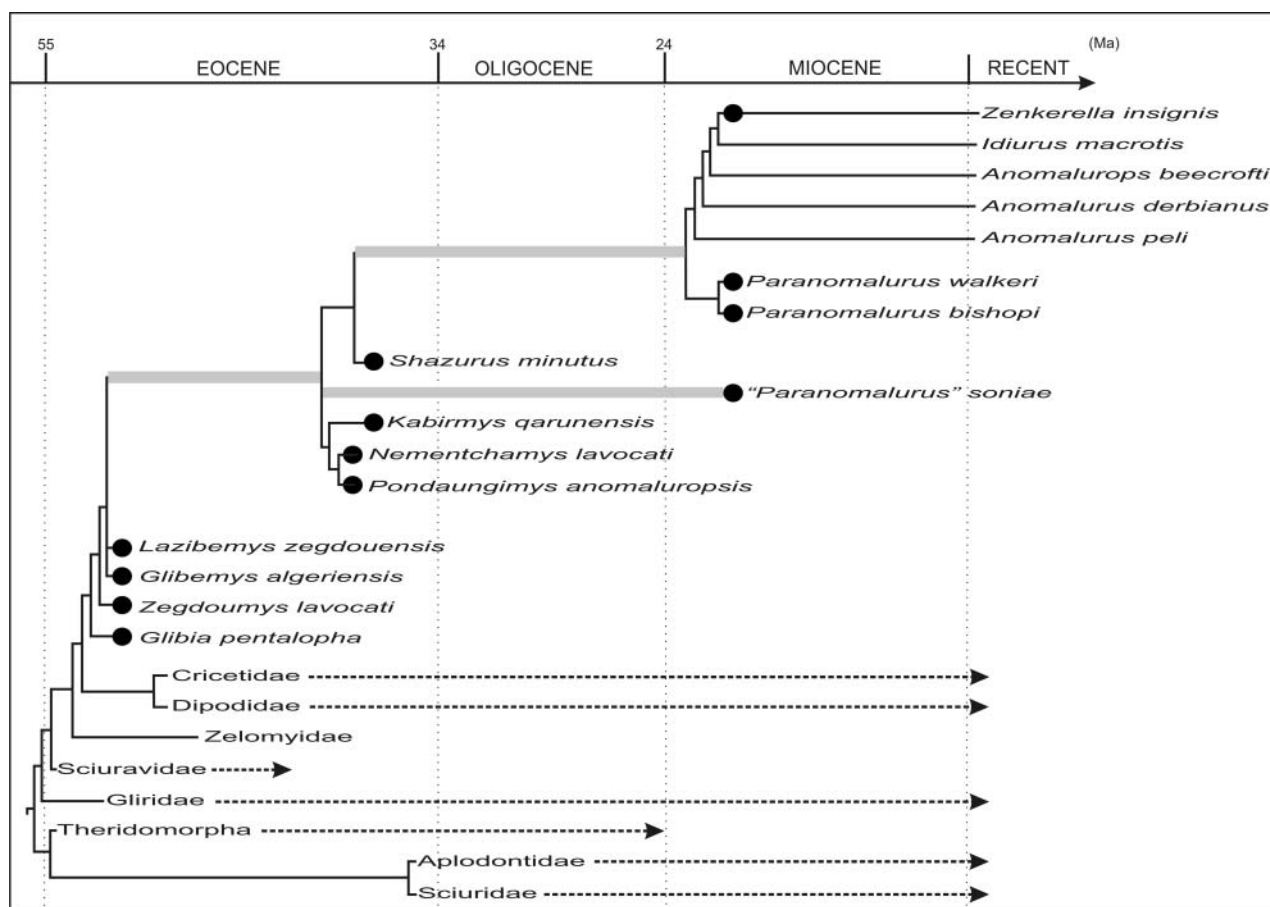 55 34 24 (Ma)
EOCENE OLIGOCENE MIOCENE RECENT
Zenkerella insignis
Idiurus macrotis
Anomalurops beecrofti
Anomalurus derbianus
Anomalurus peli
Paranomalurus walkeri
Paranomalurus bishopi
Shazurus minutus
“Paranomalurus” soniae
Kabirmys qarunensis
Nementchamys lavocati
Pondaungimys anomaluropsis
Lazibemys zegdouensis
Glibemys algeriensis
Zegdoumys lavocati
Glibia pentalopha
Cricetidae
Dipodidae
Zelomyidae
Sciuravidae
Gliridae
Theridomorpha
Aplodontidae
Sciuridae